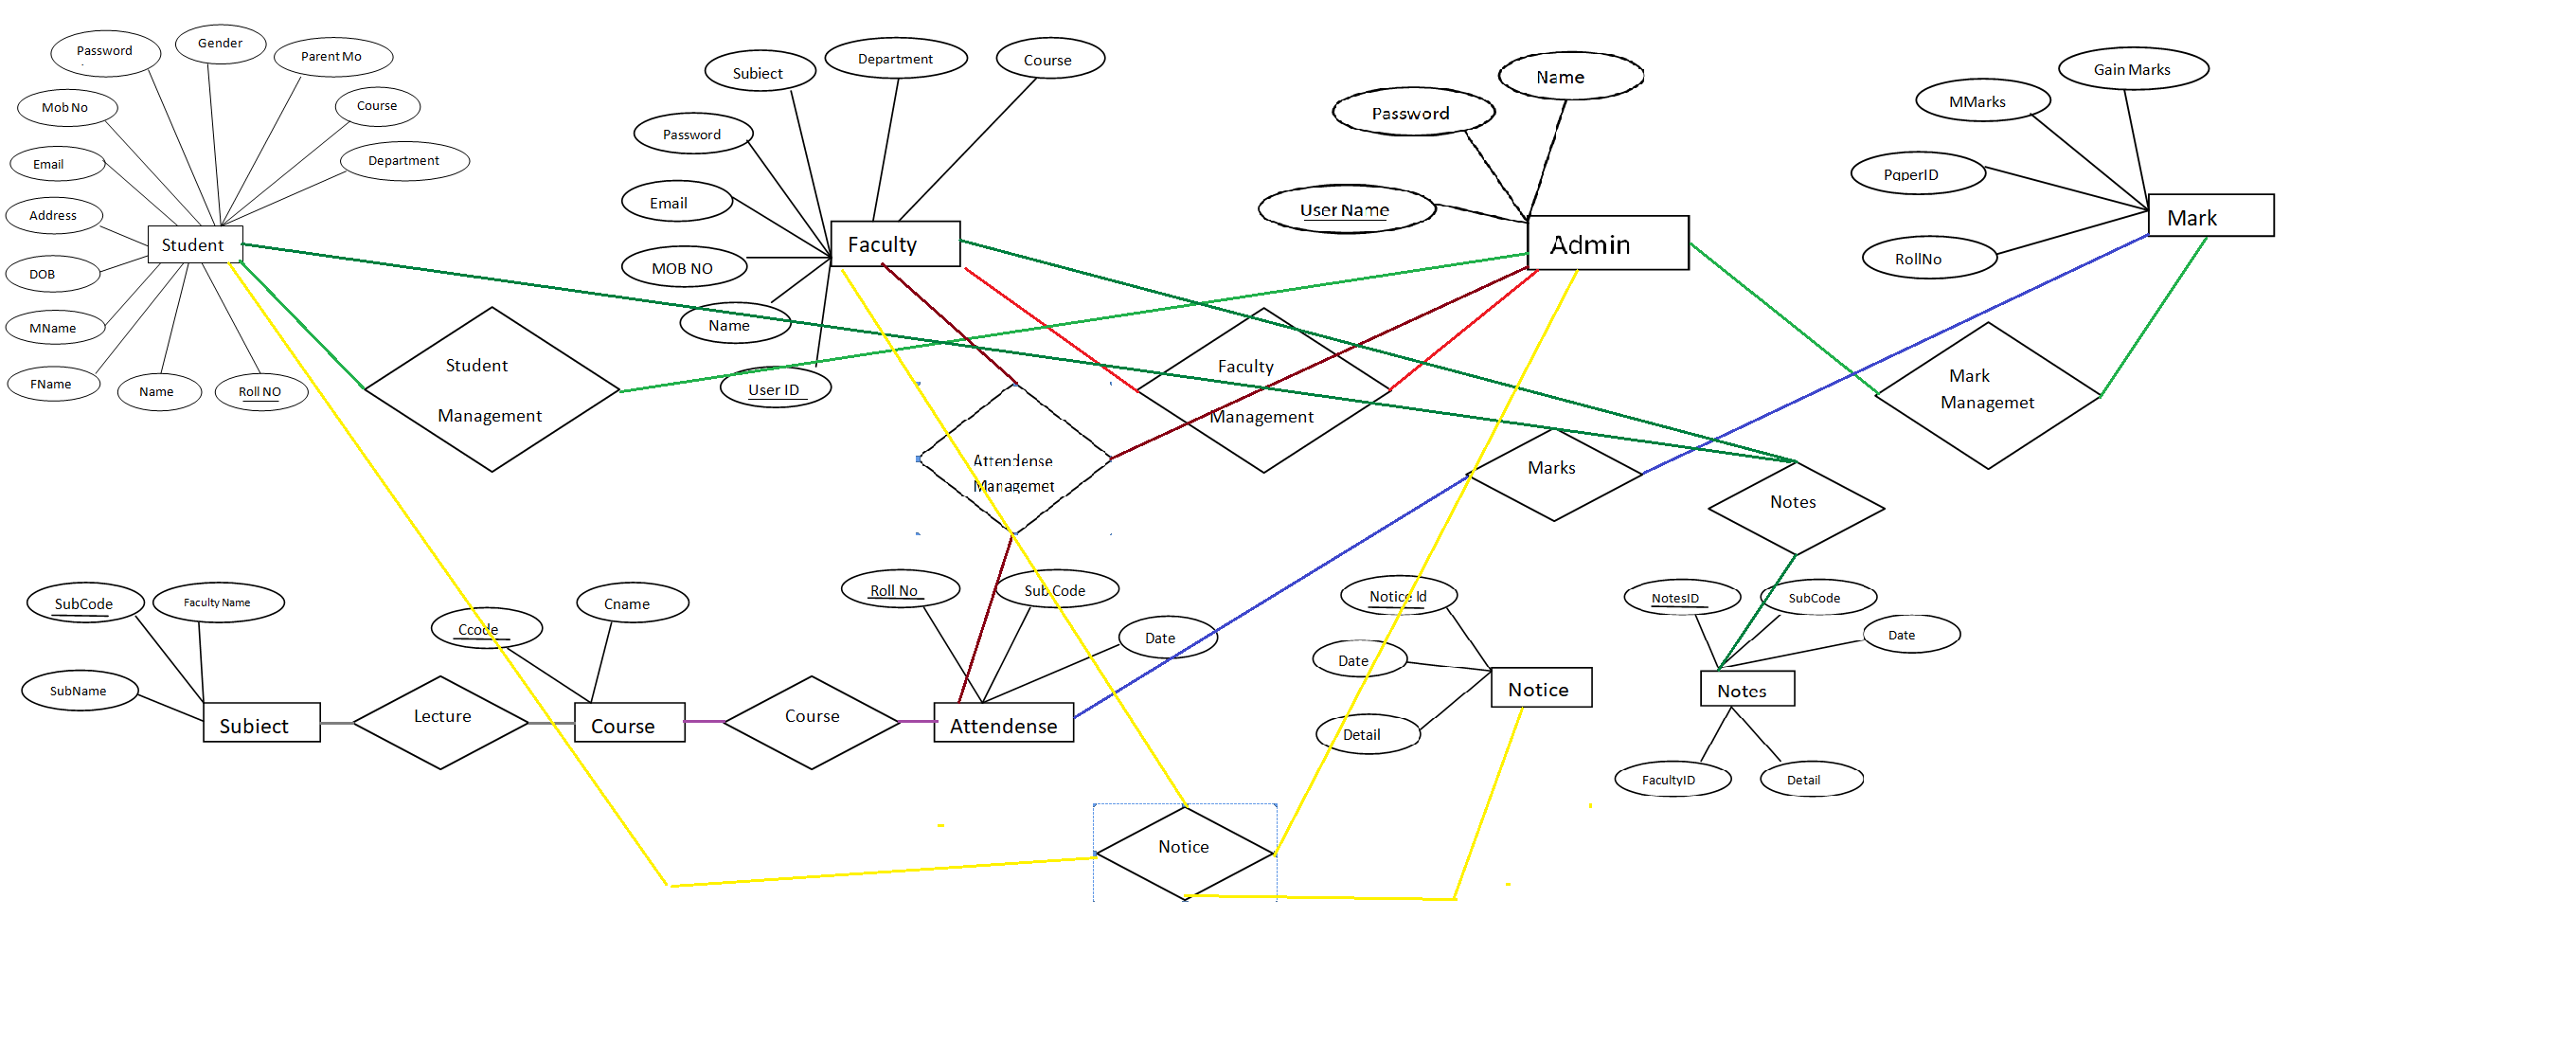 Password
Gender
Parent Mo
Mob No
Course
Email
Department
Address
Student
DOB
MName
FName
Name
Roll NO
Student
Management
Subiect
Department
Course
Password
Email
Faculty
MOB NO
Name
User ID
Name
Password
User Name
Admin
Gain Marks
MMarks
PaperID
Mark
RollNo
Faculty
Management
Mark
Managemet
Attendense
Managemet
Marks
Notes
SubCode
Faculty Name
SubName
Subiect
Lecture
Ccode
Cname
Course
Course
Roll No
Sub Code
Date
Attendense
Notice Id
Date
Detail
Notice
NotesID
SubCode
Date
Notes
FacultyID
Detail
Notice